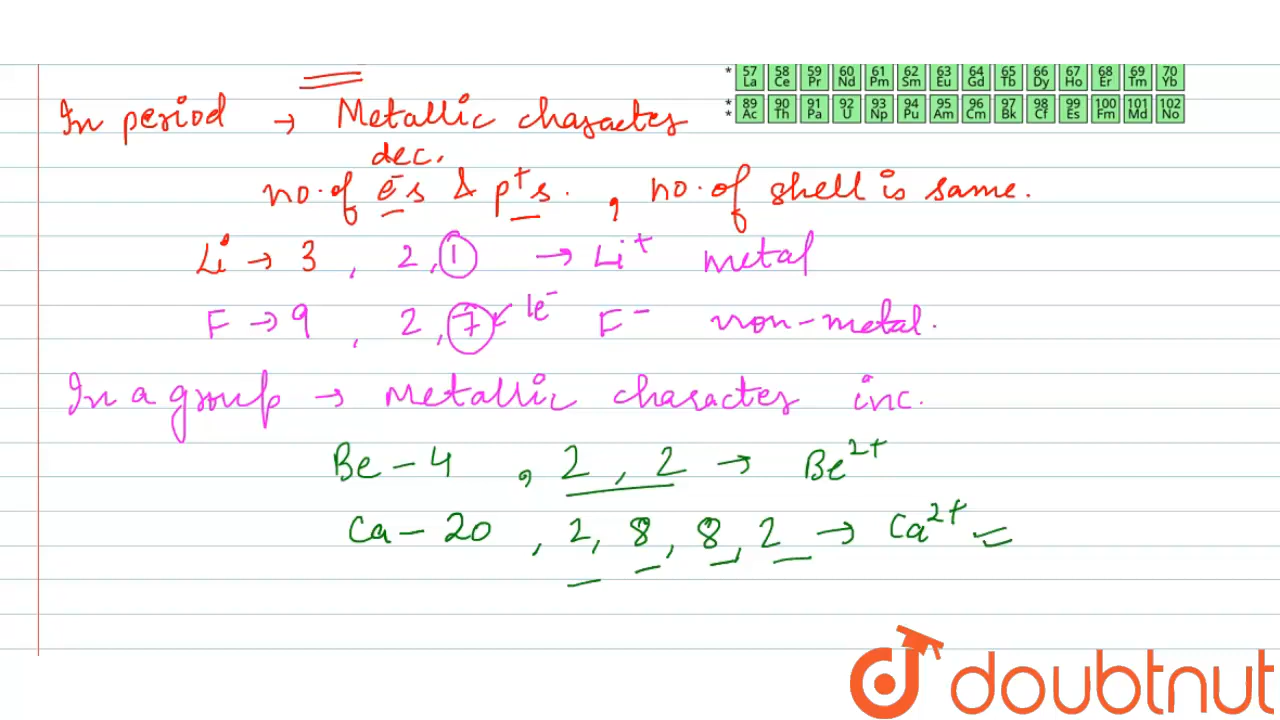 * 57 58 59 60 61 62 63 64 65 66 67 68 69 70
La Ce Pr Nd Pm Sm Eu Gd Tb Dy Ho Er Tm Yb
* 89 90 91 92 93 94 95 96 97 98 99 100 101 102
* Ac Th Pa U Np Pu Am Cm Bk Cf Es Fm Md No
In period → Metallic character
dec.
no. of e⁻s & p⁺s. , no. of shell is same.
Li → 3 , 2, 1 → Li⁺ metal
F → 9 , 2, 7 1e⁻ F⁻ non-metal.
In a group → metallic character inc.
Be – 4 , 2 , 2 → Be²⁺
Ca – 20 , 2, 8, 8, 2 → Ca²⁺
doubtnut